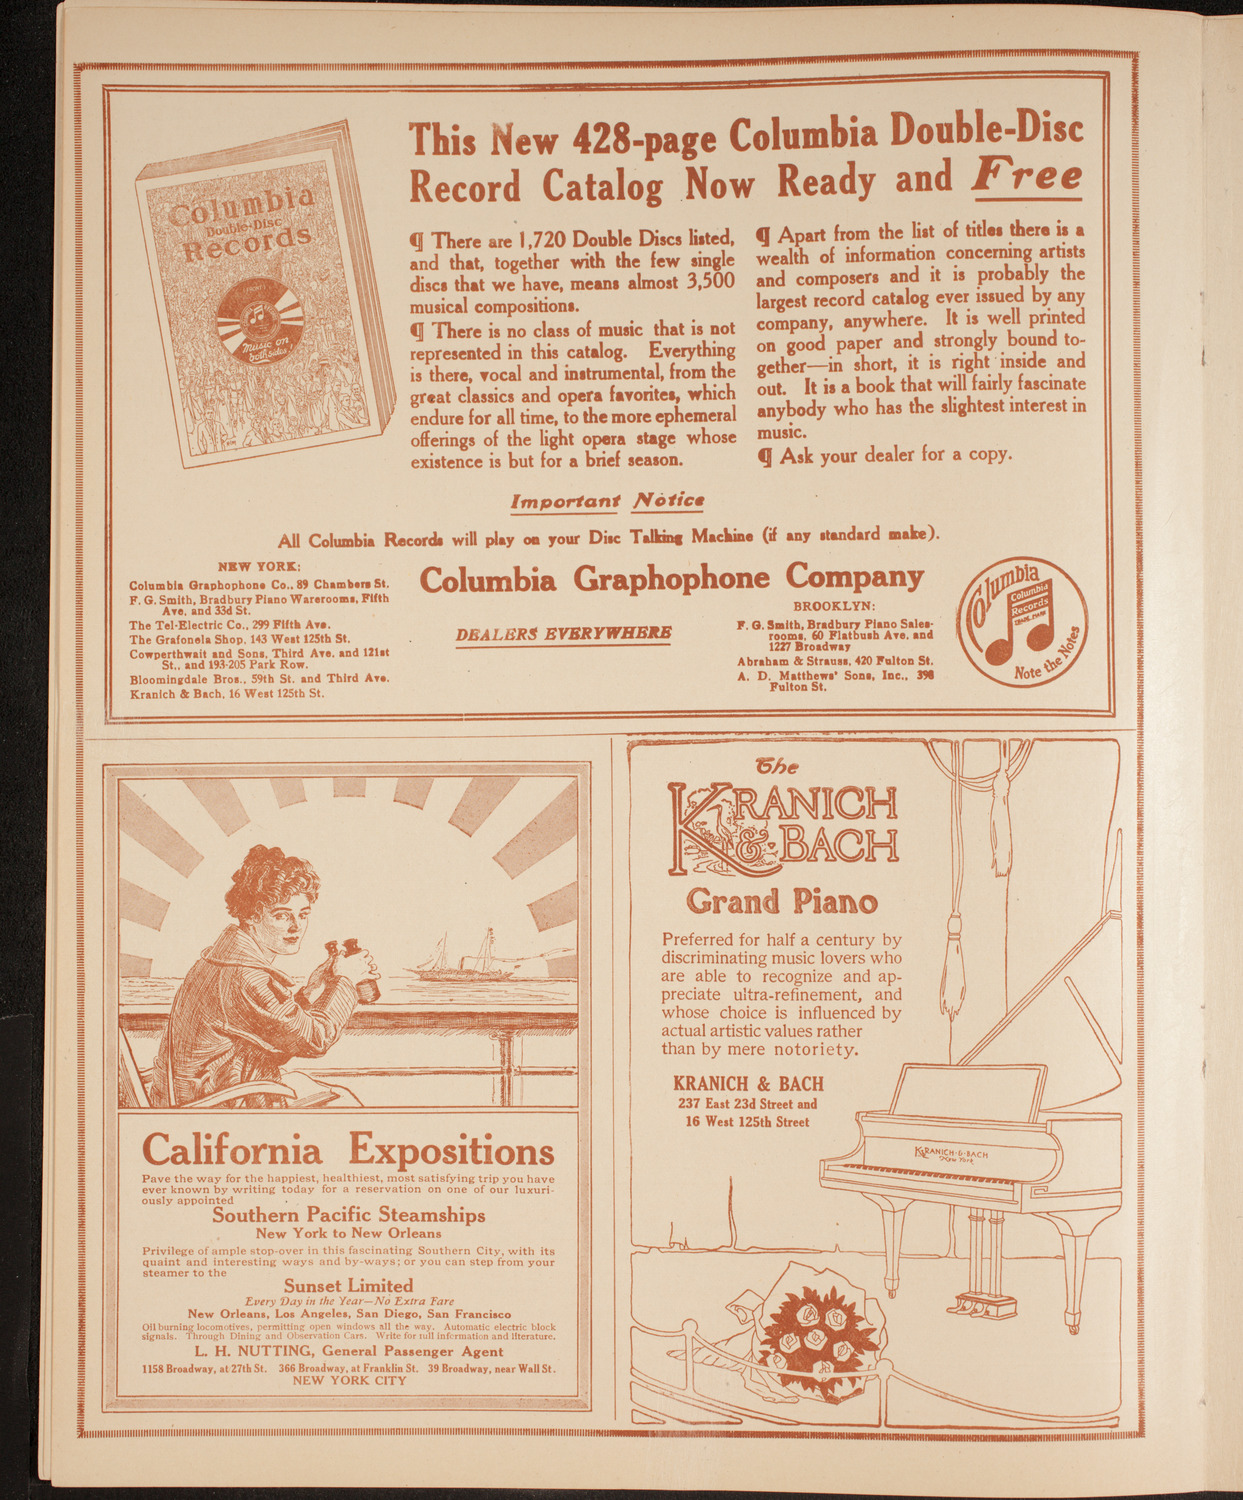 This New 428-page Columbia Double-Disc
Record Catalog Now Ready and Free
Columbia
Double-Disc
Records
Music on
both sides!
¶ There are 1,720 Double Discs listed,
and that, together with the few single
discs that we have, means almost 3,500
musical compositions.
¶ There is no class of music that is not
represented in this catalog. Everything
is there, vocal and instrumental, from the
great classics and opera favorites, which
endure for all time, to the more ephemeral
offerings of the light opera stage whose
existence is but for a brief season.
¶ Apart from the list of titles there is a
wealth of information concerning artists
and composers and it is probably the
largest record catalog ever issued by any
company, anywhere. It is well printed
on good paper and strongly bound to-
gether—in short, it is right inside and
out. It is a book that will fairly fascinate
anybody who has the slightest interest in
music.
¶ Ask your dealer for a copy.
Important Notice
All Columbia Records will play on your Disc Talking Machine (if any standard make).
NEW YORK:
Columbia Graphophone Co., 89 Chambers St.
F. G. Smith, Bradbury Piano Warerooms, Fifth
Ave. and 33d St.
The Tel-Electric Co., 299 Fifth Ave.
The Grafonola Shop, 143 West 125th St.
Cowperthwait and Sons, Third Ave. and 121st
St., and 193-205 Park Row.
Bloomingdale Bros., 59th St. and Third Ave.
Kranich & Bach, 16 West 125th St.
Columbia Graphophone Company
DEALERS EVERYWHERE
BROOKLYN:
F. G. Smith, Bradbury Piano Sales-
rooms, 60 Flatbush Ave. and
1227 Broadway
Abraham & Strauss, 420 Fulton St.
A. D. Matthews' Sons, Inc., 398
Fulton St.
Columbia
Columbia
Records
TRADE MARK
Note the Notes
California Expositions
Pave the way for the happiest, healthiest, most satisfying trip you have
ever known by writing today for a reservation on one of our luxuri-
ously appointed
Southern Pacific Steamships
New York to New Orleans
Privilege of ample stop-over in this fascinating Southern City, with its
quaint and interesting ways and by-ways; or you can step from your
steamer to the
Sunset Limited
Every Day in the Year—No Extra Fare
New Orleans, Los Angeles, San Diego, San Francisco
Oil burning locomotives, permitting open windows all the way. Automatic electric block
signals. Through Dining and Observation Cars. Write for full information and literature.
L. H. NUTTING, General Passenger Agent
1158 Broadway, at 27th St. 366 Broadway, at Franklin St. 39 Broadway, near Wall St.
NEW YORK CITY
The
KRANICH
& BACH
Grand Piano
Preferred for half a century by
discriminating music lovers who
are able to recognize and ap-
preciate ultra-refinement, and
whose choice is influenced by
actual artistic values rather
than by mere notoriety.
KRANICH & BACH
237 East 23d Street and
16 West 125th Street
KRANICH & BACH
New York